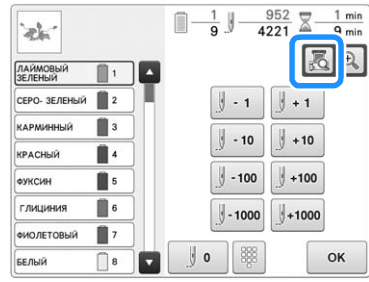 1 952 1 min
9 4221 9 min
ЛАЙМОВЫЙ
ЗЕЛЕНЫЙ 1
СЕРО- ЗЕЛЕНЫЙ 2
КАРМИННЫЙ 3
КРАСНЫЙ 4
ФУКСИН 5
ГЛИЦИНИЯ 6
ФИОЛЕТОВЫЙ 7
БЕЛЫЙ 8
- 1 + 1
- 10 +10
- 100 +100
- 1000 +1000
0 OK